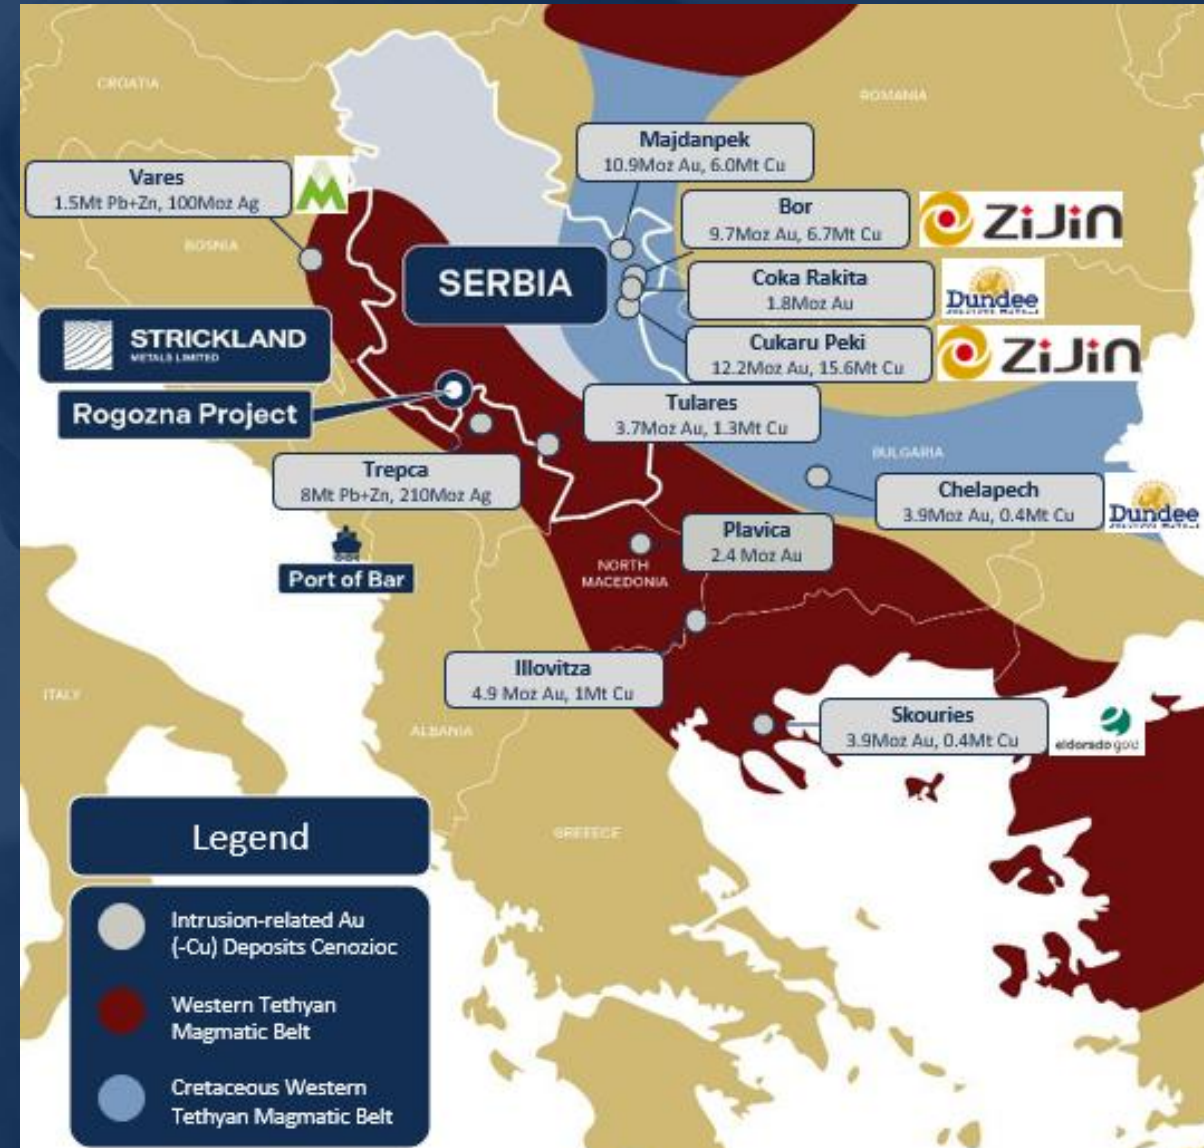 CROATIA
ROMANIA
Majdanpek
10.9Moz Au, 6.0Mt Cu
Vares
1.5Mt Pb+Zn, 100Moz Ag
Bor
9.7Moz Au, 6.7Mt Cu
ZiJin
BOSNIA
SERBIA
Coka Rakita
1.8Moz Au
Dundee
STRICKLAND
METALS LIMITED
Cukaru Peki
12.2Moz Au, 15.6Mt Cu
ZiJin
Rogozna Project
Tulares
3.7Moz Au, 1.3Mt Cu
BULGARIA
Trepca
8Mt Pb+Zn, 210Moz Ag
Chelapech
3.9Moz Au, 0.4Mt Cu
Dundee
Plavica
2.4 Moz Au
Port of Bar
NORTH
MACEDONIA
Illovitza
4.9 Moz Au, 1Mt Cu
ITALY
ALBANIA
Skouries
3.9Moz Au, 0.4Mt Cu
eldorado gold
GREEECE
Legend
Intrusion-related Au
(-Cu) Deposits Cenozioc
Western Tethyan
Magmatic Belt
Cretaceous Western
Tethyan Magmatic Belt